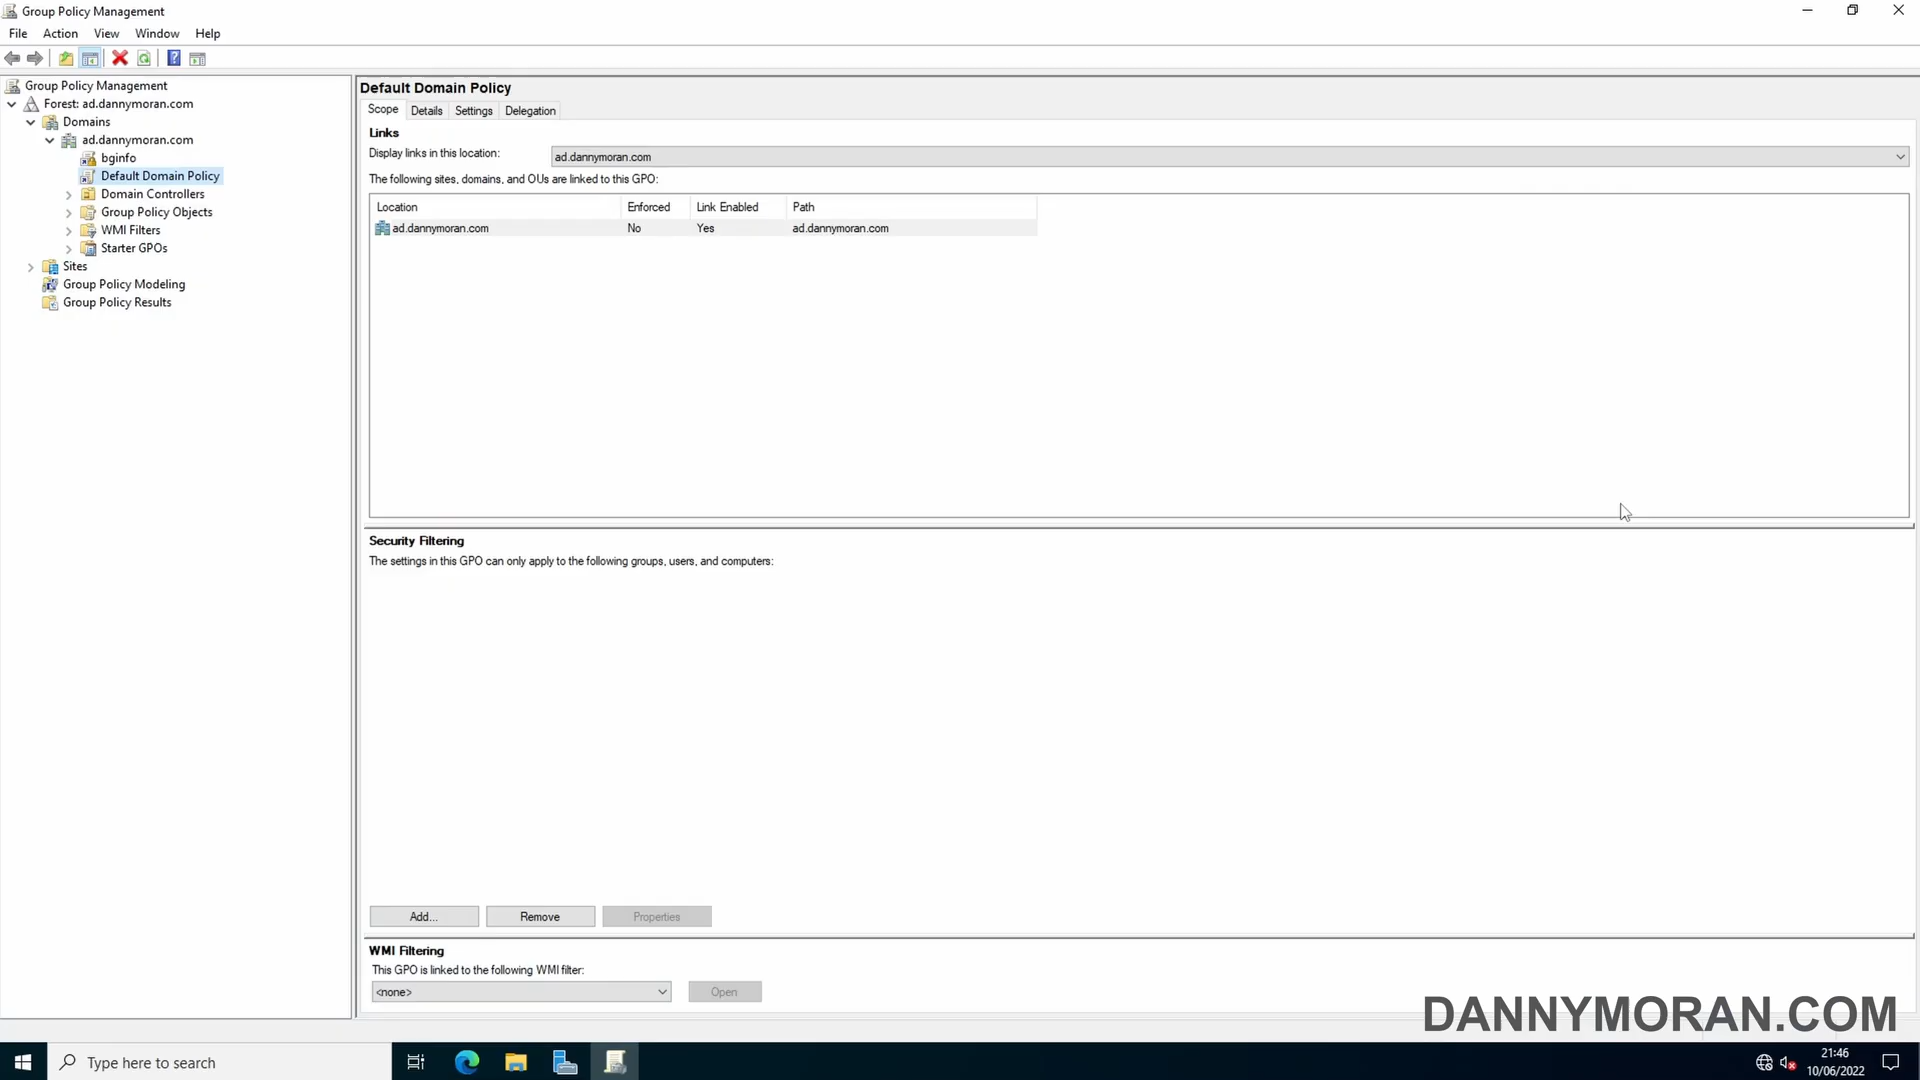 Group Policy Management
File Action View Window Help
Group Policy Management
Forest: ad.dannymoran.com
Domains
ad.dannymoran.com
bginfo
Default Domain Policy
Domain Controllers
Group Policy Objects
WMI Filters
Starter GPOs
Sites
Group Policy Modeling
Group Policy Results
Default Domain Policy
Scope Details Settings Delegation
Links
Display links in this location: ad.dannymoran.com
The following sites, domains, and OUs are linked to this GPO:
Location Enforced Link Enabled Path
ad.dannymoran.com No Yes ad.dannymoran.com
Security Filtering
The settings in this GPO can only apply to the following groups, users, and computers:
Add... Remove Properties
WMI Filtering
This GPO is linked to the following WMI filter:
<none> Open
DANNYMORAN.COM
Type here to search
21:46
10/06/2022